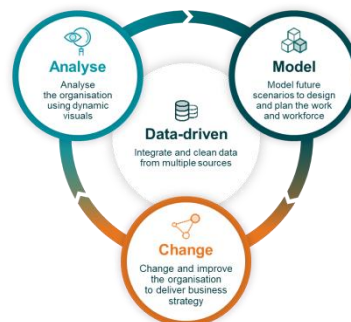 Analyse
Analyse
the organisation
using dynamic
visuals
Model
Model future
scenarios to design
and plan the work
and workforce
Data-driven
Integrate and clean data
from multiple sources
Change
Change and improve
the organisation
to deliver business
strategy